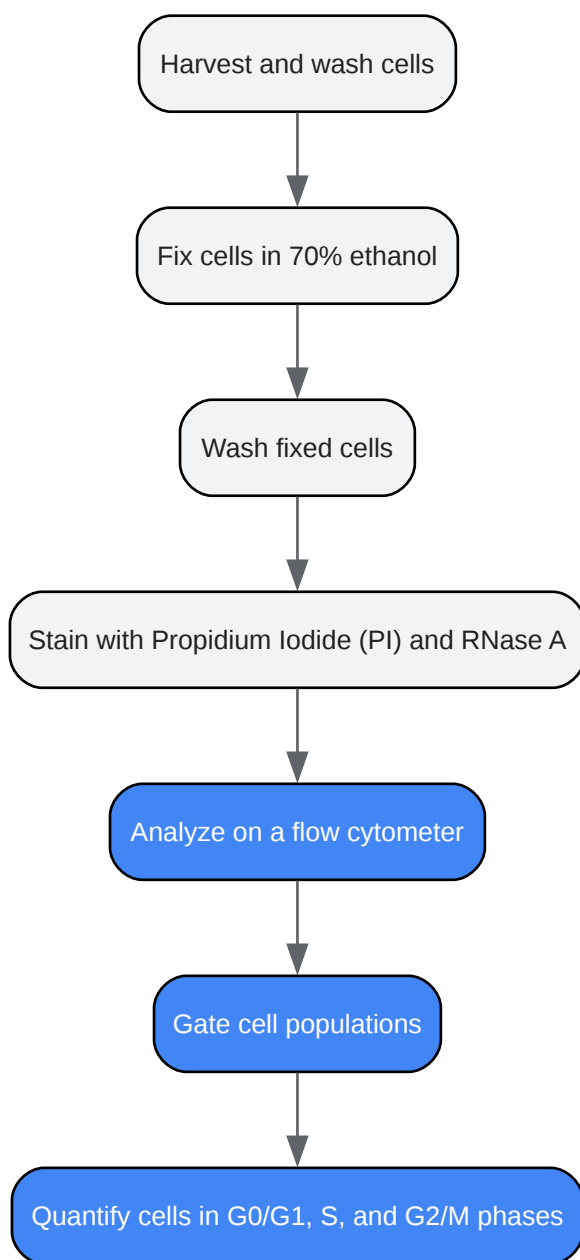 Harvest and wash cells
Fix cells in 70% ethanol
Wash fixed cells
Stain with Propidium Iodide (PI) and RNase A
Analyze on a flow cytometer
Gate cell populations
Quantify cells in G0/G1, S, and G2/M phases